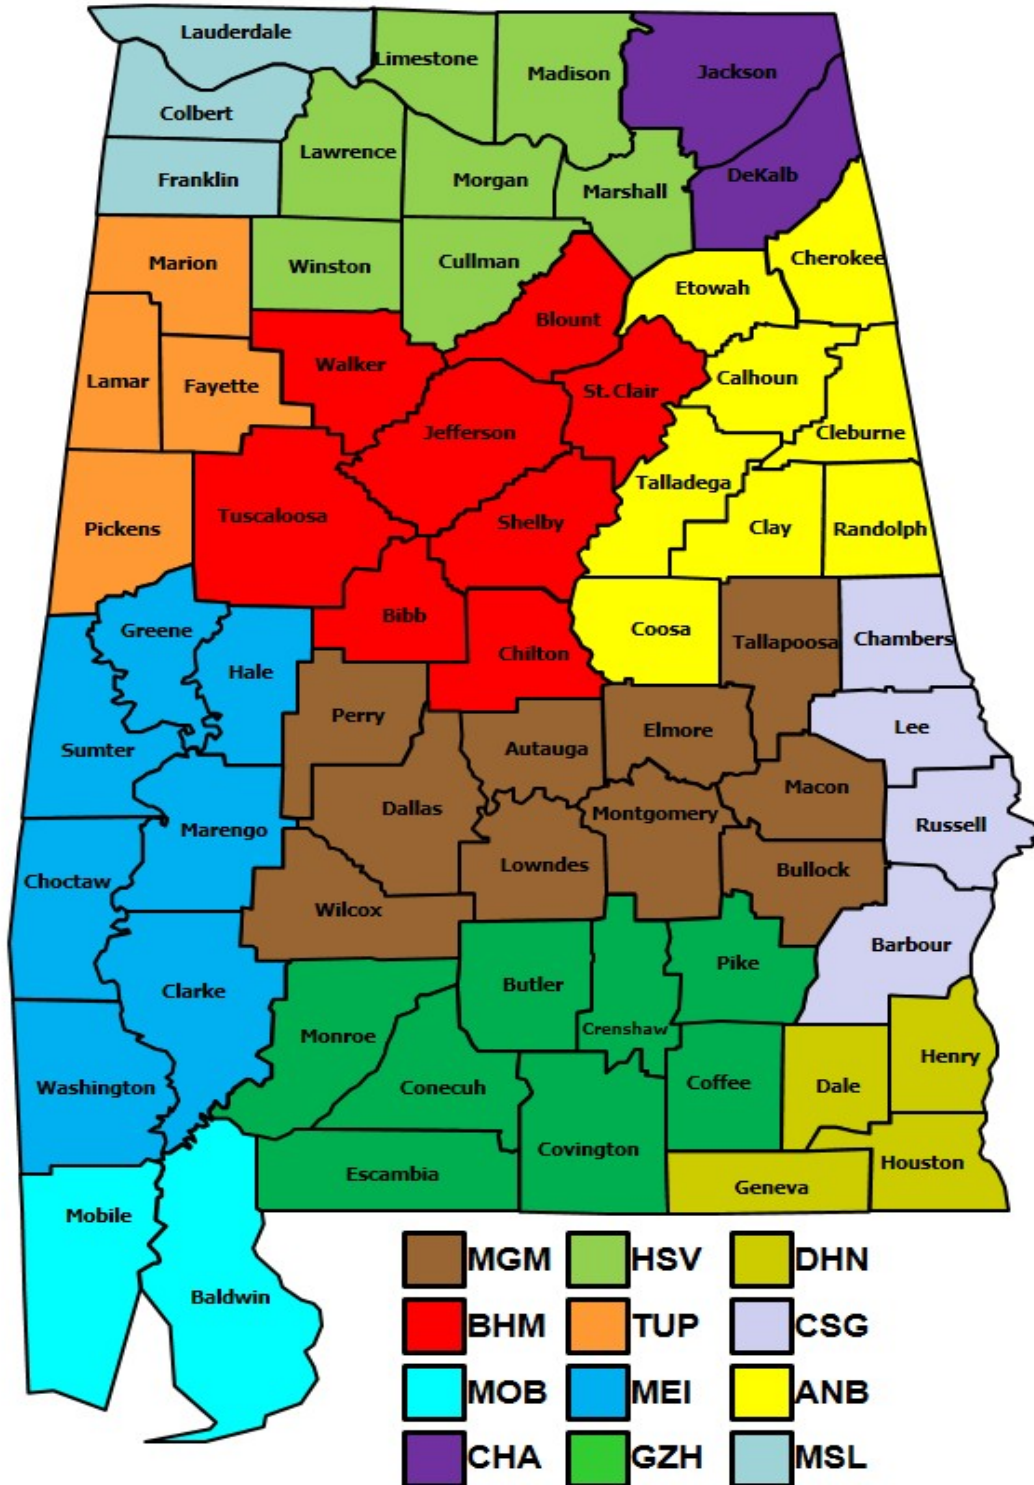 Lauderdale
Limestone
Madison
Jackson
Colbert
Lawrence
Franklin
Morgan
Marshall
DeKalb
Marion
Winston
Cullman
Cherokee
Etowah
Blount
Walker
Lamar
Fayette
St. Clair
Calhoun
Jefferson
Cleburne
Talladega
Pickens
Tuscaloosa
Shelby
Clay
Randolph
Greene
Bibb
Coosa
Tallapoosa
Chambers
Hale
Chilton
Perry
Elmore
Lee
Sumter
Autauga
Macon
Dallas
Montgomery
Marengo
Russell
Choctaw
Lowndes
Bullock
Wilcox
Barbour
Clarke
Butler
Pike
Monroe
Crenshaw
Henry
Washington
Conecuh
Coffee
Dale
Escambia
Covington
Houston
Geneva
Mobile
Baldwin
MGM HSV DHN
BHM TUP CSG
MOB MEI ANB
CHA GZH MSL